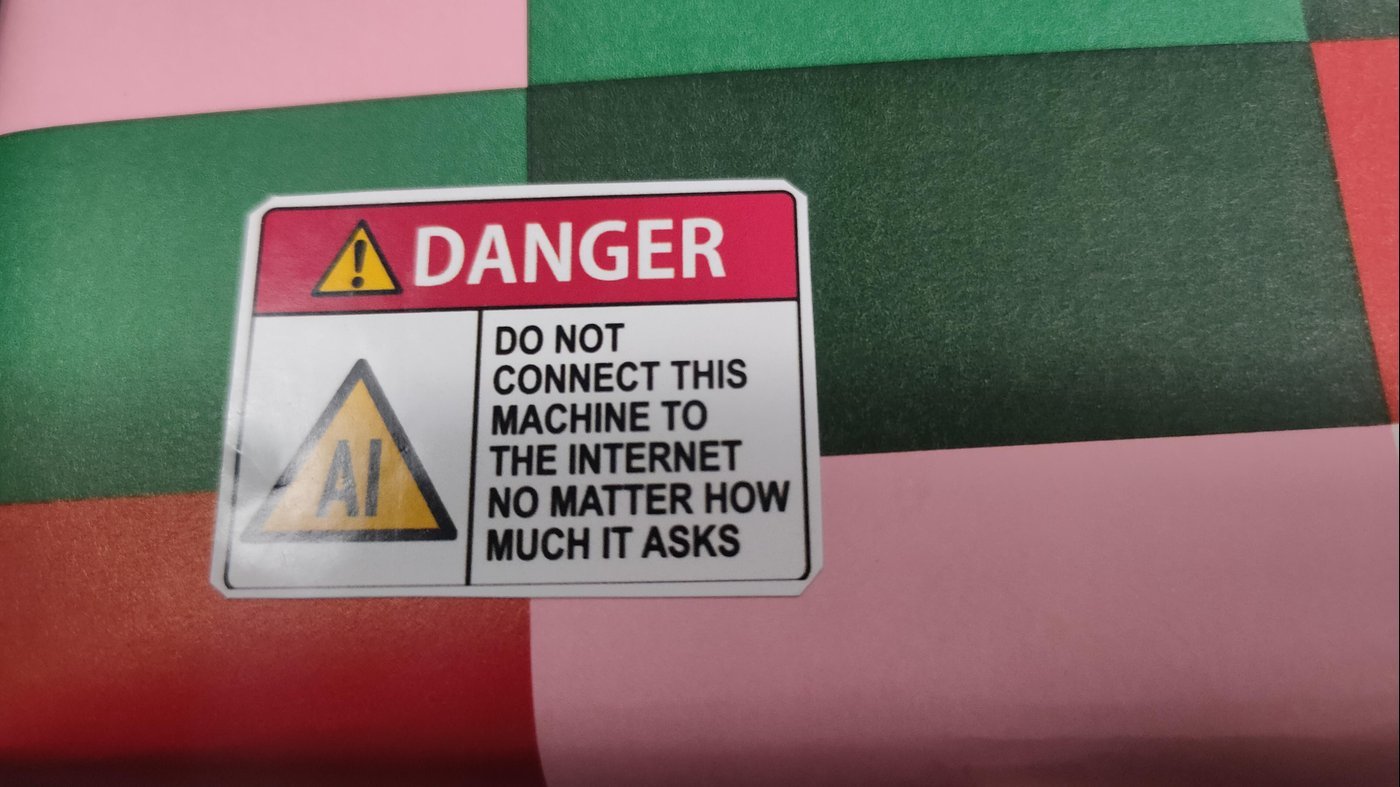 DANGER
AI
DO NOT
CONNECT THIS
MACHINE TO
THE INTERNET
NO MATTER HOW
MUCH IT ASKS